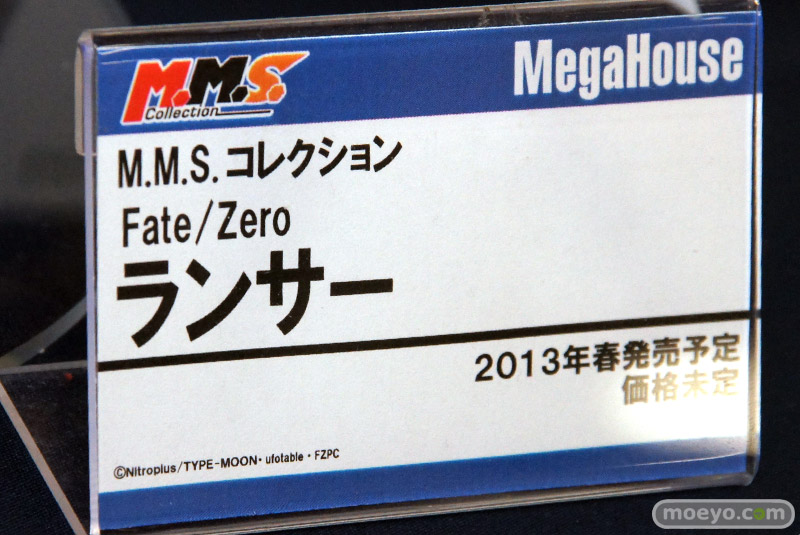 M.M.S.
Collection
MegaHouse
M.M.S.コレクション
Fate/Zero
ランサー
2013年春発売予定
価格未定
©Nitroplus/TYPE-MOON・ufotable・FZPC
moeyo.com